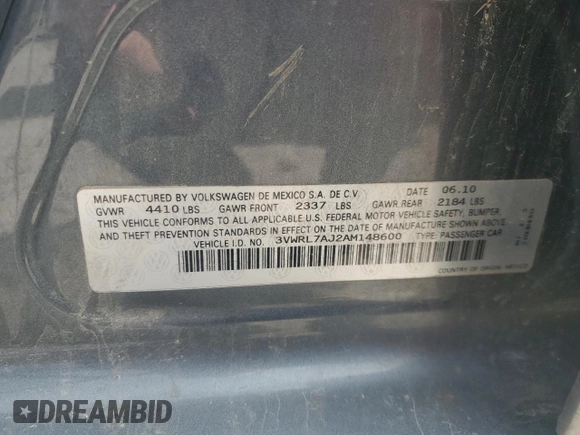 MANUFACTURED BY VOLKSWAGEN DE MEXICO S.A. DE C.V. DATE 06.10
GVWR 4410 LBS GAWR FRONT 2337 LBS GAWR REAR 2184 LBS
THIS VEHICLE CONFORMS TO ALL APPLICABLE U.S. FEDERAL MOTOR VEHICLE SAFETY, BUMPER,
AND THEFT PREVENTION STANDARDS IN EFFECT ON THE DATE OF MANUFACTURE SHOWN ABOVE.
VEHICLE I.D. NO. 3VWRL7AJ2AM148600 TYPE: PASSENGER CAR
COUNTRY OF ORIGIN: MEXICO
DREAMBID